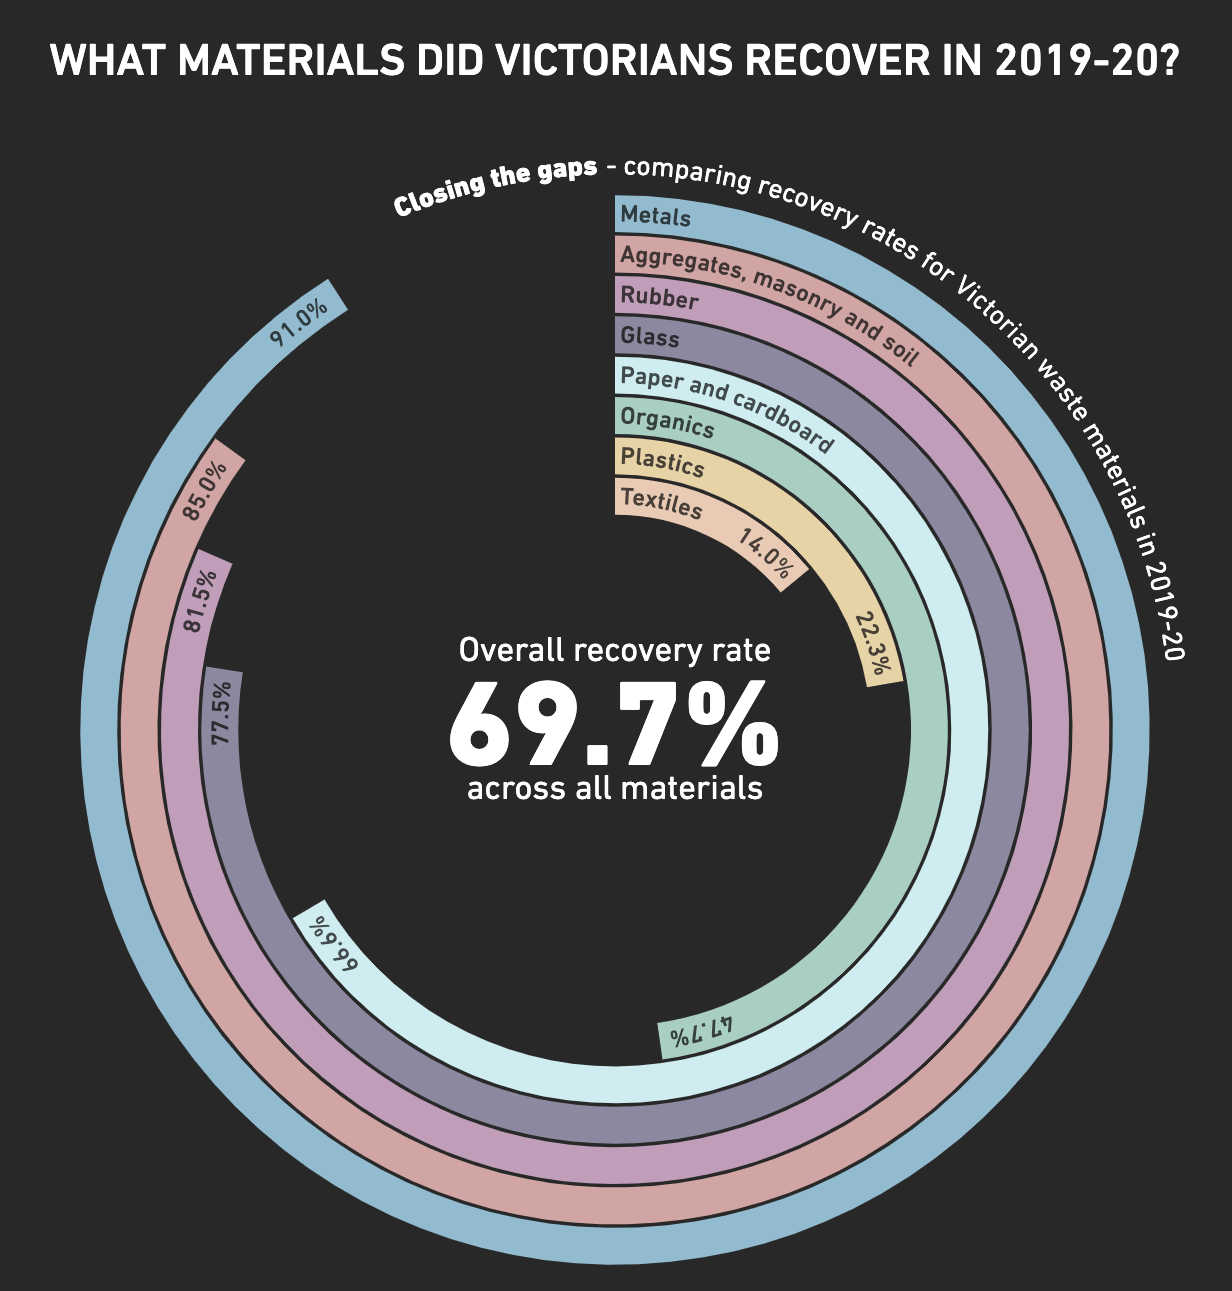 WHAT MATERIALS DID VICTORIANS RECOVER IN 2019-20?
Closing the gaps - comparing recovery rates for Victorian waste materials in 2019-20
Metals
91.0%
Aggregates, masonry and soil
85.0%
Rubber
81.5%
Glass
77.5%
Paper and cardboard
66.6%
Organics
47.7%
Plastics
22.3%
Textiles
14.0%
Overall recovery rate
69.7%
across all materials